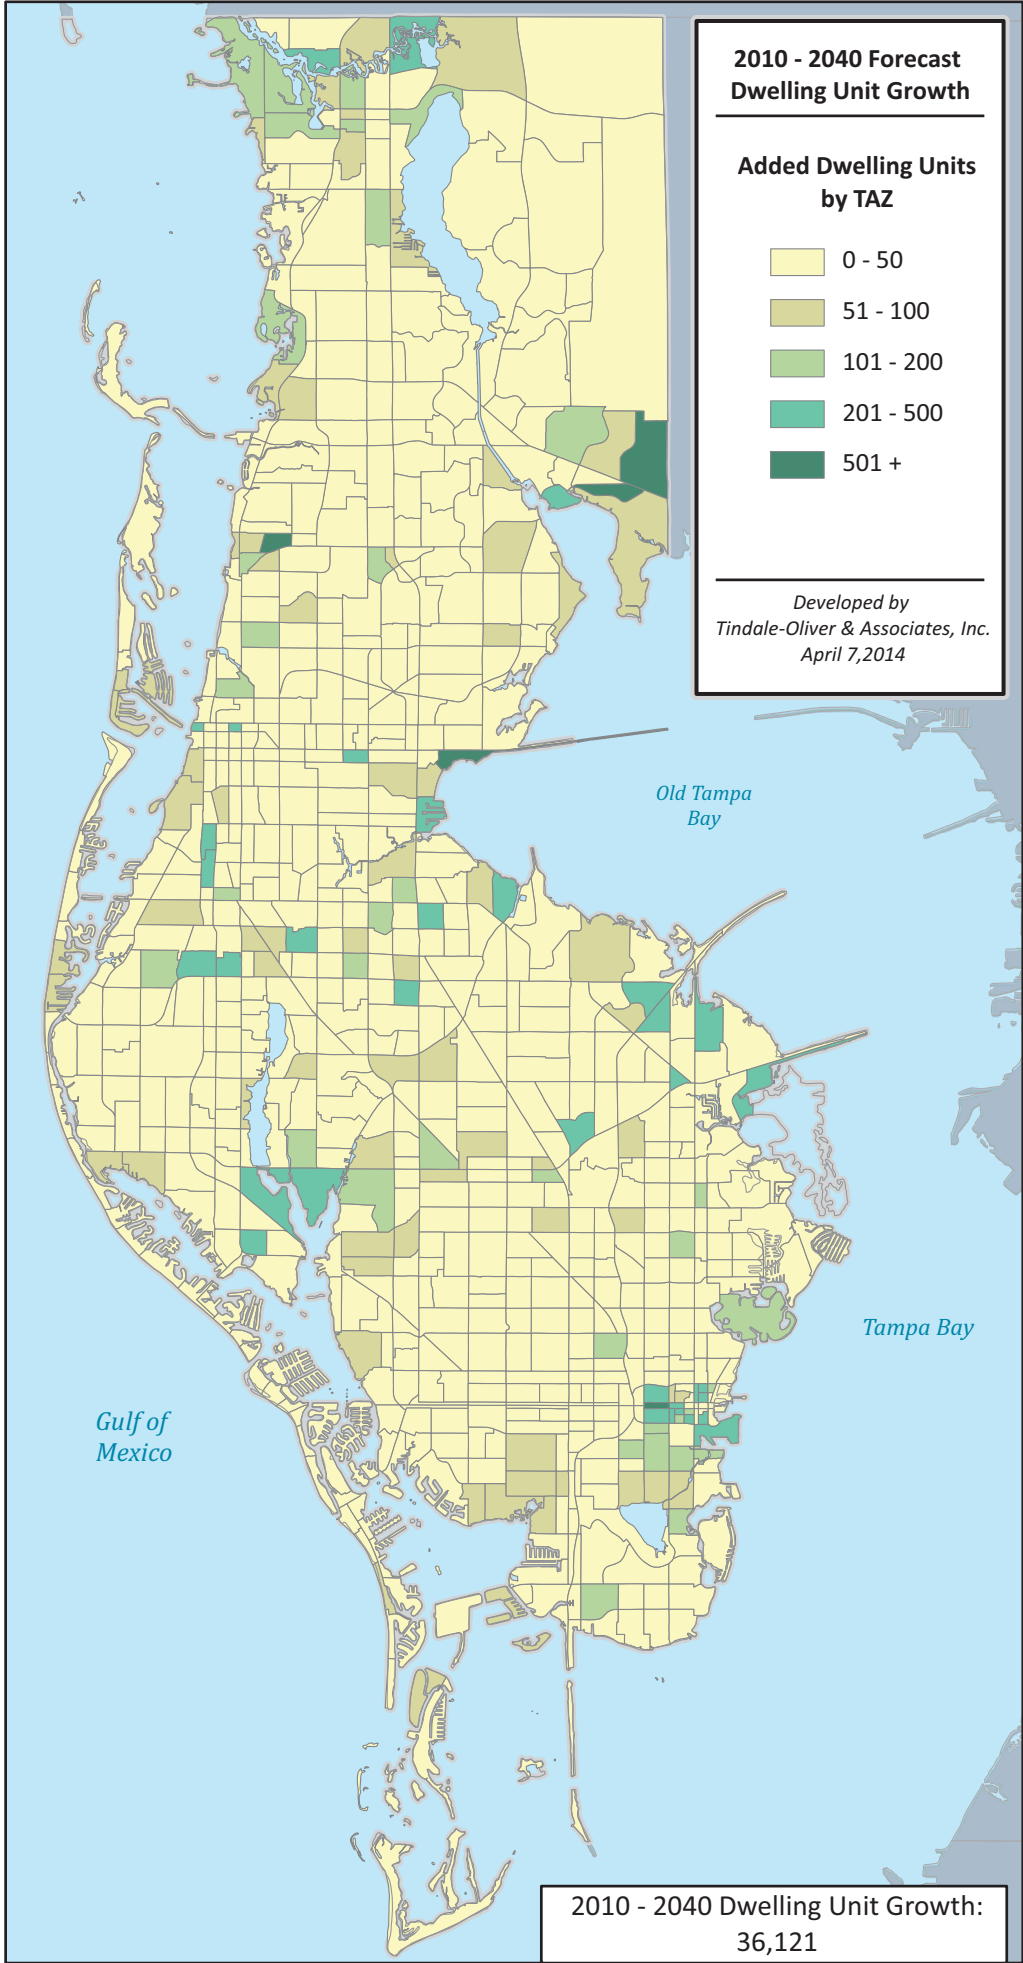 2010 - 2040 Forecast
Dwelling Unit Growth
Added Dwelling Units
by TAZ
0 - 50
51 - 100
101 - 200
201 - 500
501 +
Developed by
Tindale-Oliver & Associates, Inc.
April 7,2014
Old Tampa
Bay
Tampa Bay
Gulf of
Mexico
2010 - 2040 Dwelling Unit Growth:
36,121